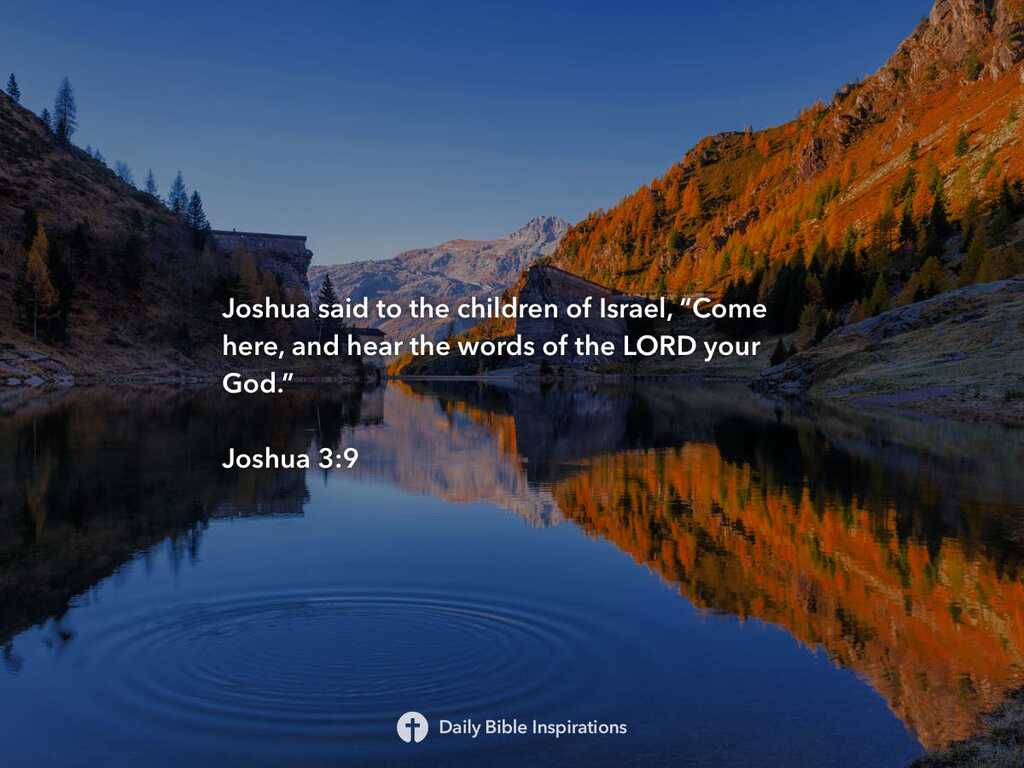 Joshua said to the children of Israel, “Come
here, and hear the words of the LORD your
God.”
Joshua 3:9
Daily Bible Inspirations